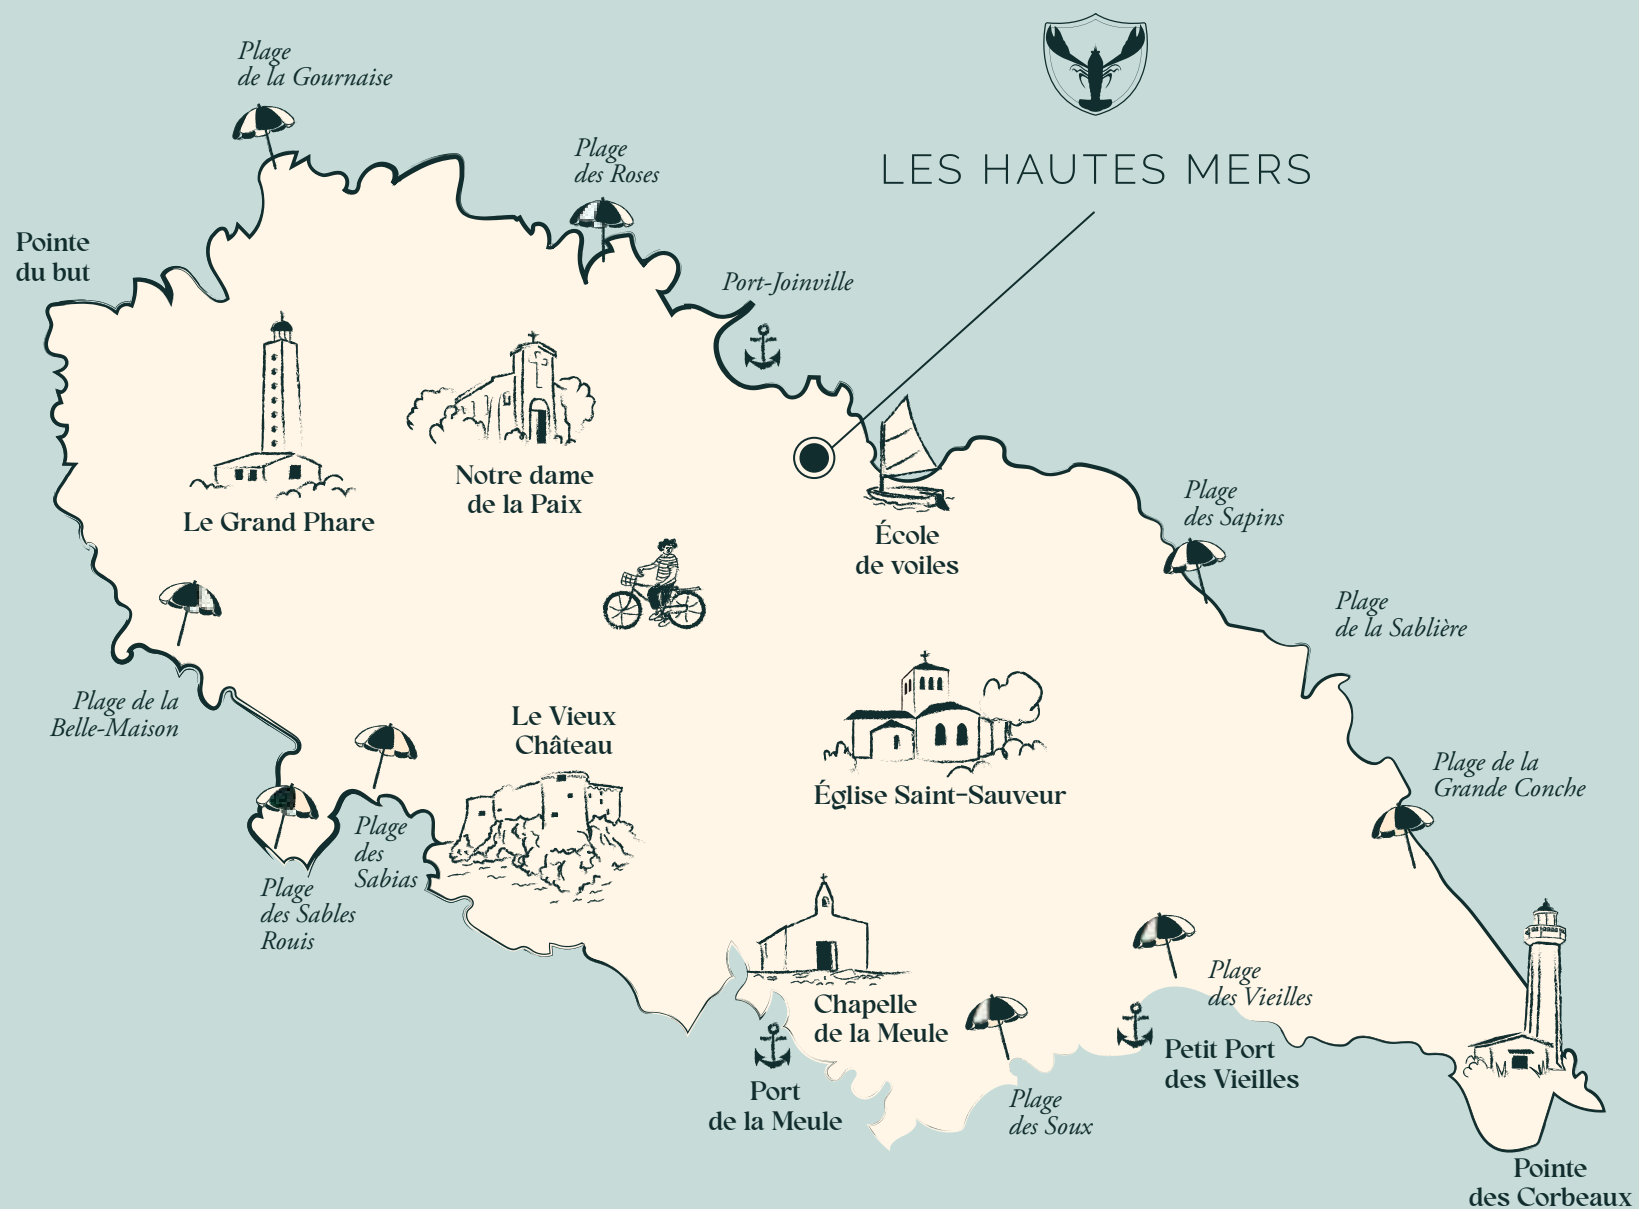 Plage
de la Gournaise
LES HAUTES MERS
Plage
des Roses
Pointe
du but
Port-Joinville
Notre dame
de la Paix
Le Grand Phare
Plage
des Sapins
École
de voiles
Plage
de la Sablière
Plage de la
Belle-Maison
Le Vieux
Château
Église Saint-Sauveur
Plage de la
Grande Conche
Plage
des
Sabias
Plage
des Sables
Rouis
Chapelle
de la Meule
Plage
des Vieilles
Petit Port
des Vieilles
Port
de la Meule
Plage
des Soux
Pointe
des Corbeaux